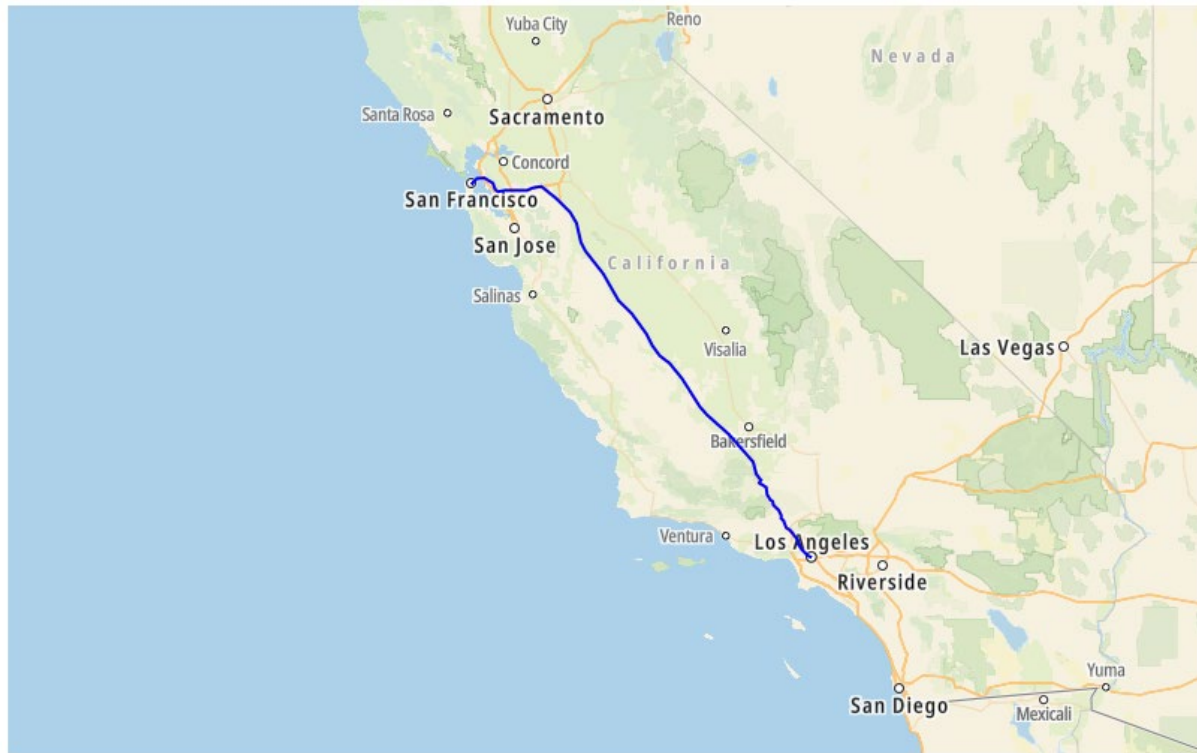 Yuba City
Reno
Nevada
Santa Rosa
Sacramento
Concord
San Francisco
San Jose
California
Salinas
Visalia
Las Vegas
Bakersfield
Ventura
Los Angeles
Riverside
San Diego
Yuma
Mexicali